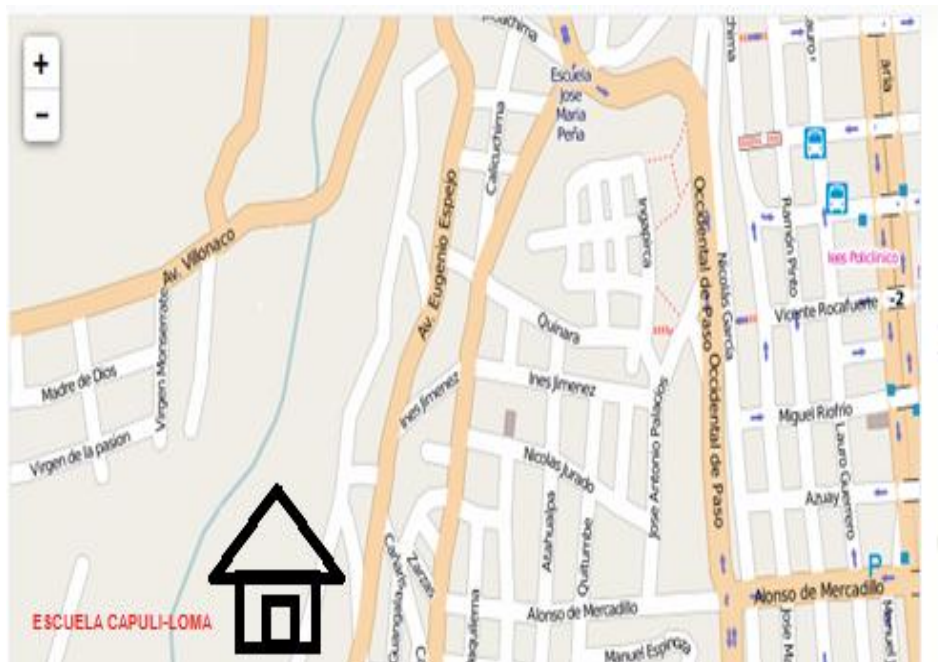 +
−
Escuela
Jose
Maria
Peña
Calicuchima
Av. Eugenio Espejo
Av. Villonaco
Ingapirca
Occidental de Paso
Occidental de Paso
Nicolás García
Ramón Pinto
Ines Policlinico
-2
Vicente Rocafuerte
Quinara
Virgen Monserrate
Madre de Dios
Virgen de la pasion
Ines Jimenez
Ines Jimenez
Jose Antonio Palacios
Miguel Riofrio
Lauro Guerrero
Nicolas Jurado
Azuay
Atahualpa
Quitumbe
Zarzas
P
Alonso de Mercadillo
Alonso de Mercadillo
ESCUELA CAPULI-LOMA
Manuel Espinoza